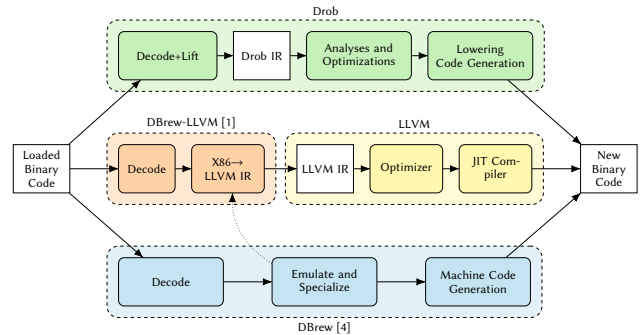 Drob
Decode+Lift
Drob IR
Analyses and
Optimizations
Lowering
Code Generation
DBrew-LLVM [1]
LLVM
Loaded
Binary
Code
Decode
X86→
LLVM IR
LLVM IR
Optimizer
JIT Com-
piler
New
Binary
Code
Decode
Emulate and
Specialize
Machine Code
Generation
DBrew [4]